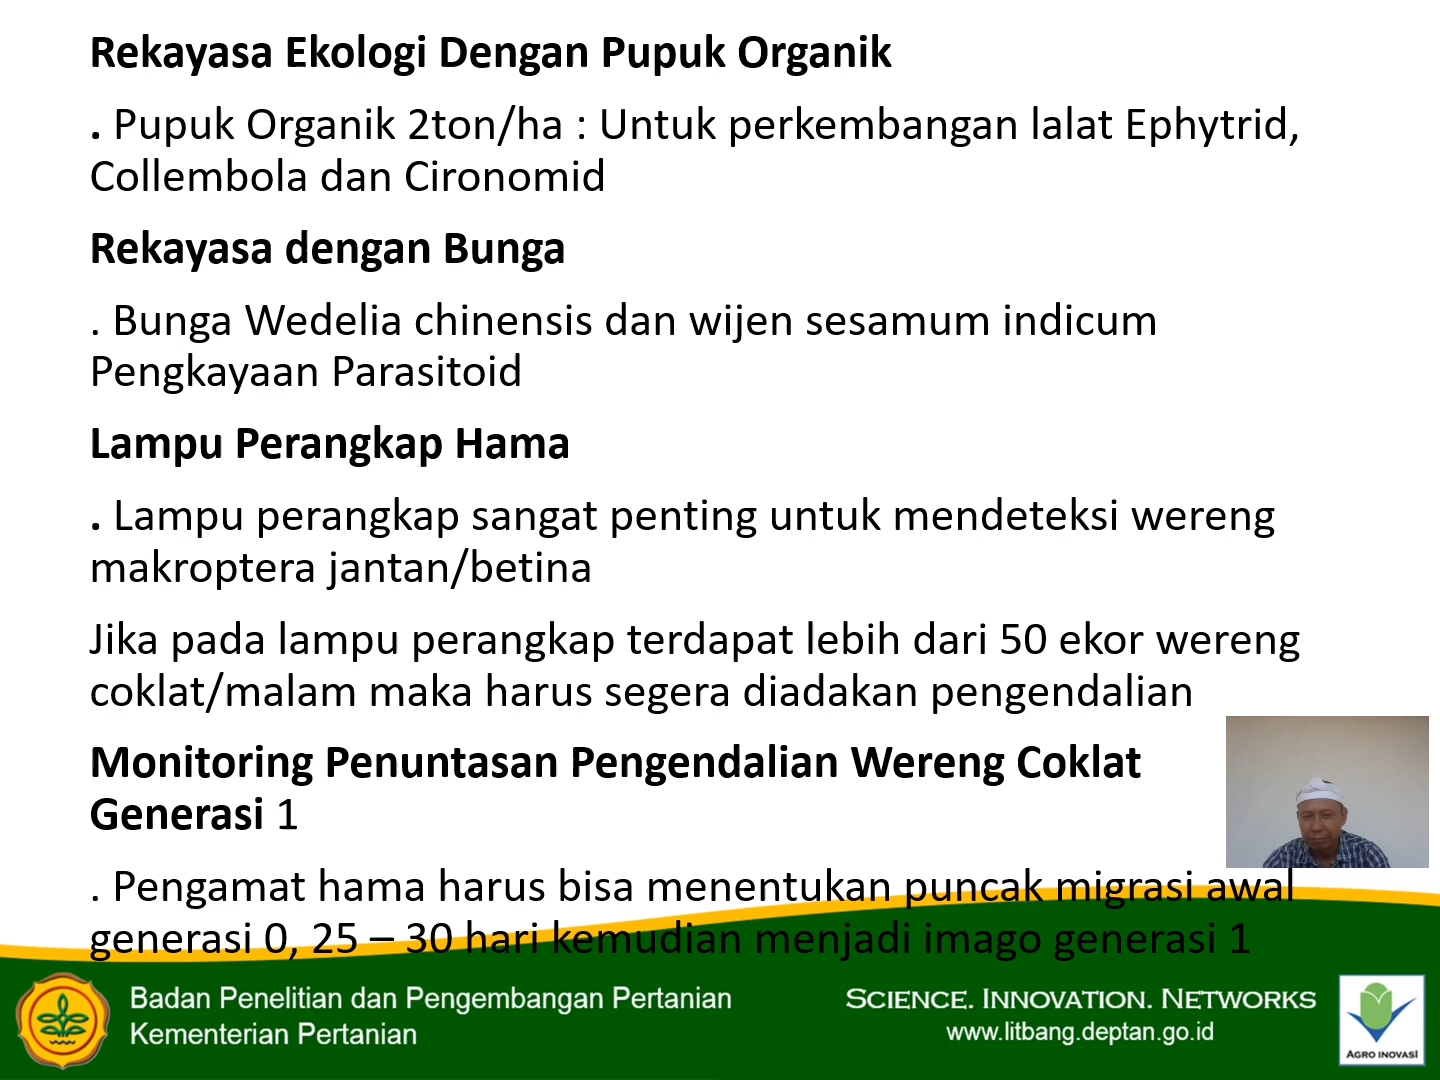 Rekayasa Ekologi Dengan Pupuk Organik
. Pupuk Organik 2ton/ha : Untuk perkembangan lalat Ephytrid,
Collembola dan Cironomid
Rekayasa dengan Bunga
. Bunga Wedelia chinensis dan wijen sesamum indicum
Pengkayaan Parasitoid
Lampu Perangkap Hama
. Lampu perangkap sangat penting untuk mendeteksi wereng
makroptera jantan/betina
Jika pada lampu perangkap terdapat lebih dari 50 ekor wereng
coklat/malam maka harus segera diadakan pengendalian
Monitoring Penuntasan Pengendalian Wereng Coklat
Generasi 1
. Pengamat hama harus bisa menentukan puncak migrasi awal
generasi 0, 25 – 30 hari kemudian menjadi imago generasi 1
Badan Penelitian dan Pengembangan Pertanian
Kementerian Pertanian
SCIENCE. INNOVATION. NETWORKS
www.litbang.deptan.go.id
AGRO INOVASI